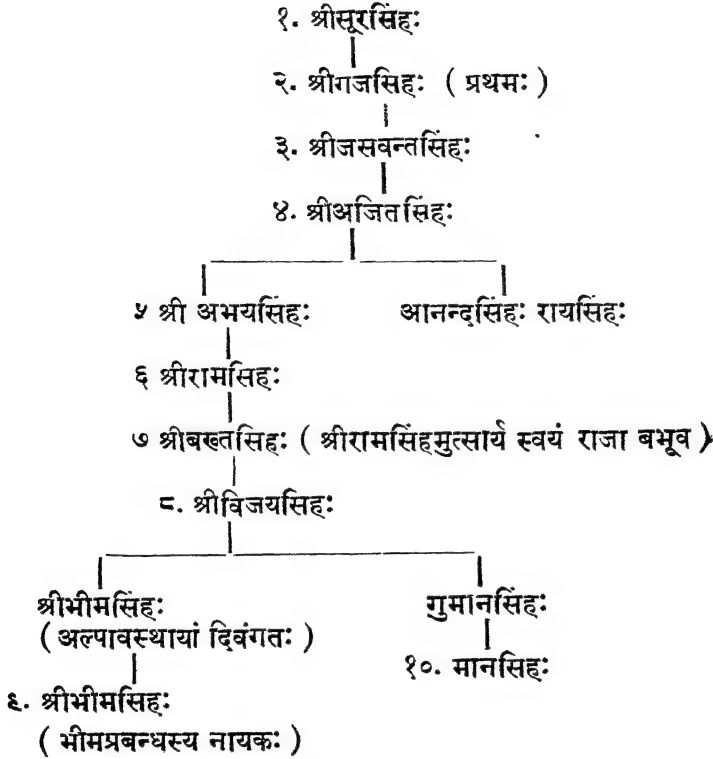 १. श्रीसूरसिंहः
२. श्रीगजसिंहः ( प्रथमः )
३. श्रीजसवन्तसिंहः
४. श्रीअजितसिंहः
५ श्री अभयसिंहः आनन्दसिंहः रायसिंहः
६ श्रीरामसिंहः
७ श्रीबख्तसिंहः ( श्रीरामसिंहमुत्सार्य स्वयं राजा बभूव )
८. श्रीविजयसिंहः
श्रीभीमसिंहः गुमानसिंहः
( अल्पावस्थायां दिवंगतः )
१०. मानसिंहः
९. श्रीभीमसिंहः
( भीमप्रबन्धस्य नायकः )